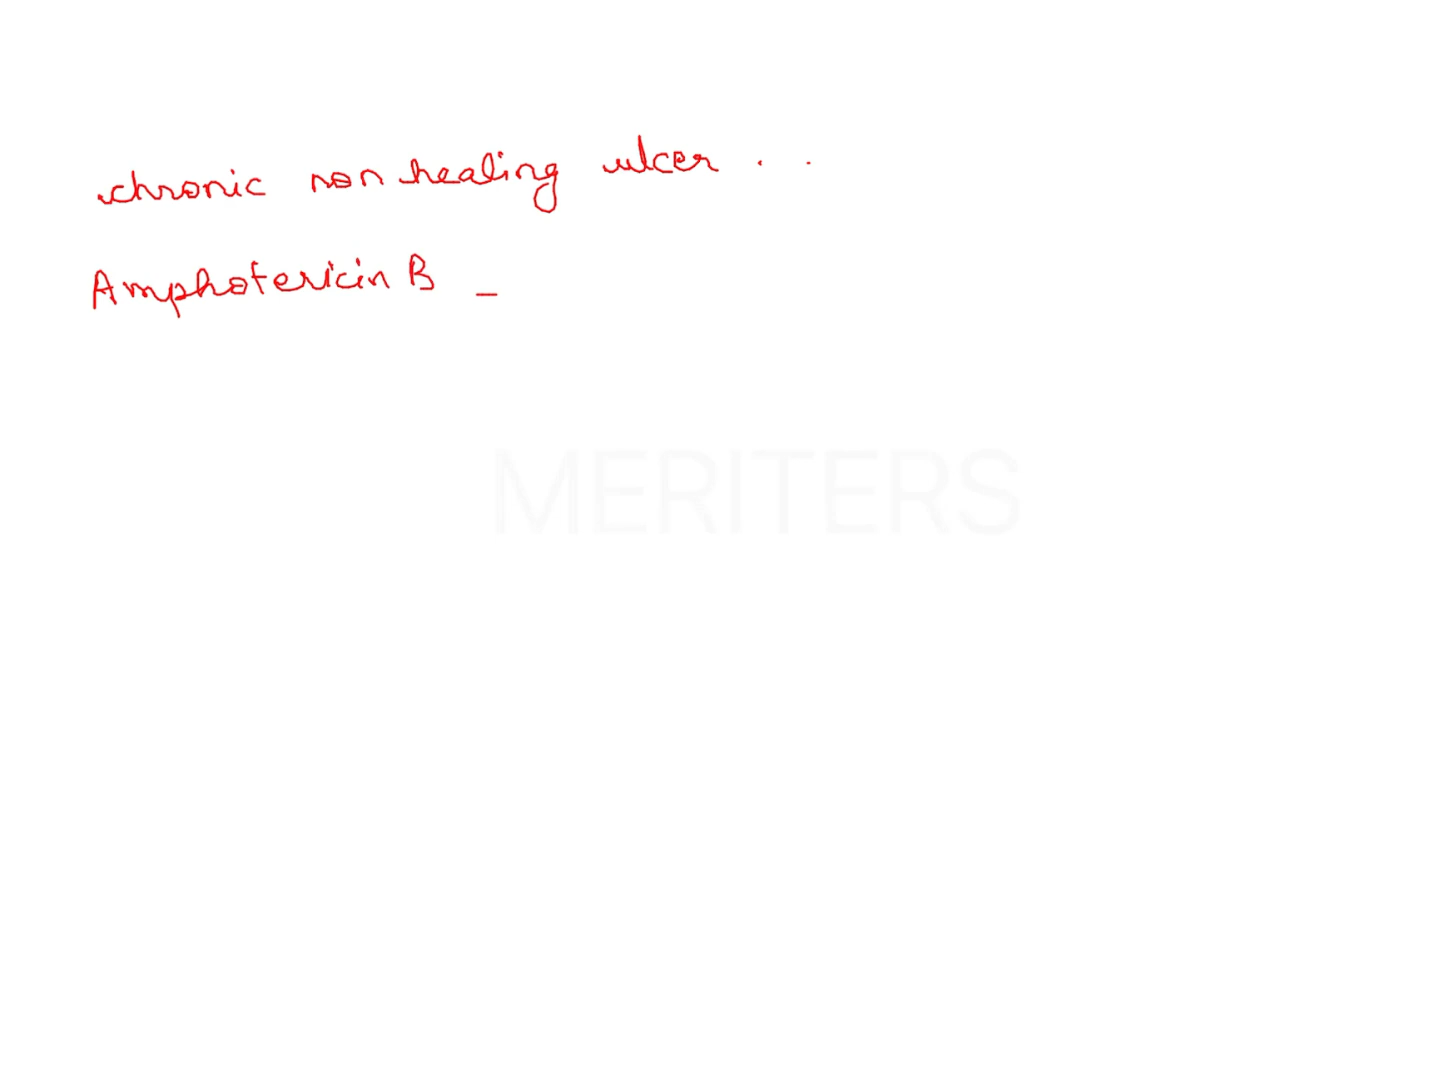 chronic non healing ulcer . .
Amphotericin B _
MERITERS